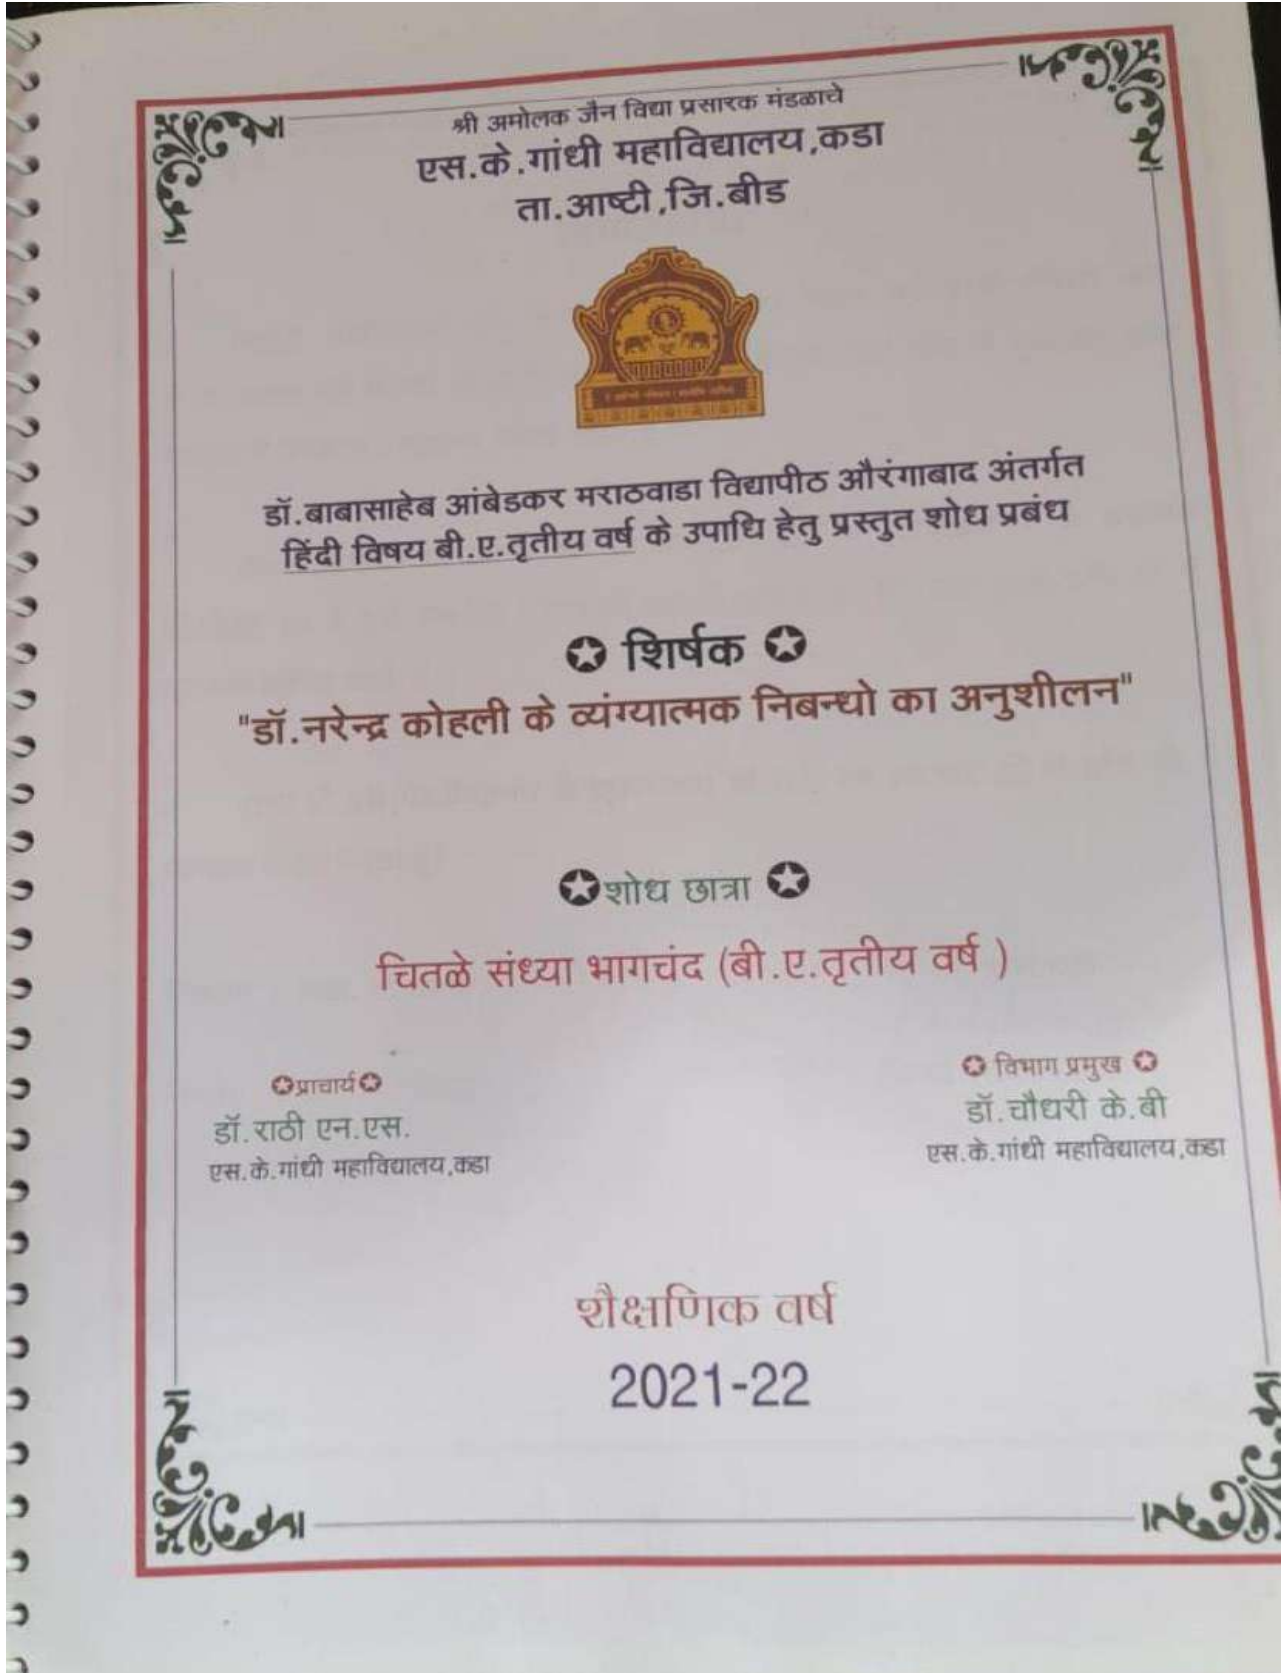 श्री अमोलक जैन विद्या प्रसारक मंडळाचे
एस.के.गांधी महाविद्यालय,कडा
ता.आष्टी,जि.बीड
डॉ.बाबासाहेब आंबेडकर मराठवाडा विद्यापीठ औरंगाबाद अंतर्गत
हिंदी विषय बी.ए.तृतीय वर्ष के उपाधि हेतु प्रस्तुत शोध प्रबंध
✪ शिर्षक ✪
"डॉ.नरेन्द्र कोहली के व्यंग्यात्मक निबन्धो का अनुशीलन"
✪शोध छात्रा ✪
चितळे संध्या भागचंद (बी.ए.तृतीय वर्ष )
✪प्राचार्य✪
डॉ.राठी एन.एस.
एस.के.गांधी महाविद्यालय,कडा
✪ विभाग प्रमुख ✪
डॉ.चौधरी के.बी
एस.के.गांधी महाविद्यालय,कडा
शैक्षणिक वर्ष
2021-22